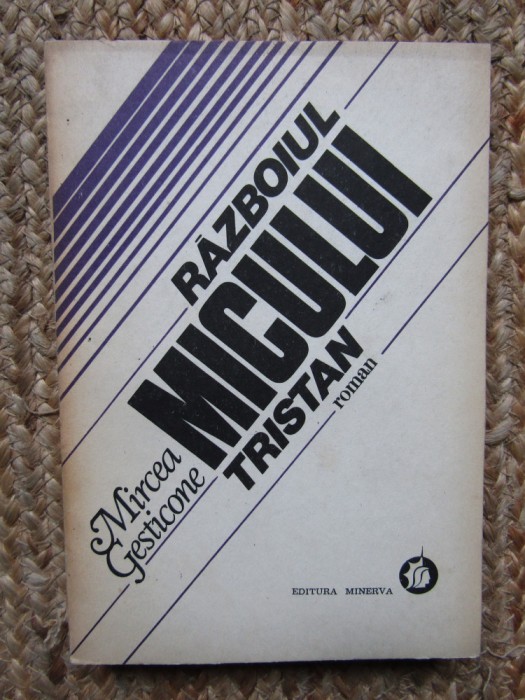 Mircea
Gesticone
RĂZBOIUL
MICULUI
TRISTAN
roman
EDITURA MINERVA